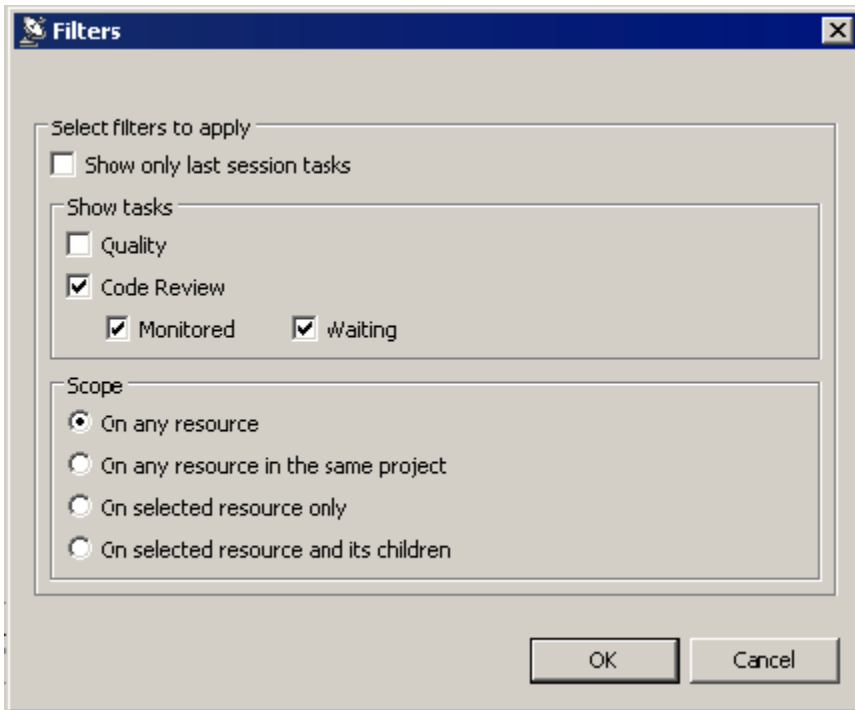 Filters
Select filters to apply
Show only last session tasks
Show tasks
Quality
Code Review
Monitored Waiting
Scope
On any resource
On any resource in the same project
On selected resource only
On selected resource and its children
OK Cancel